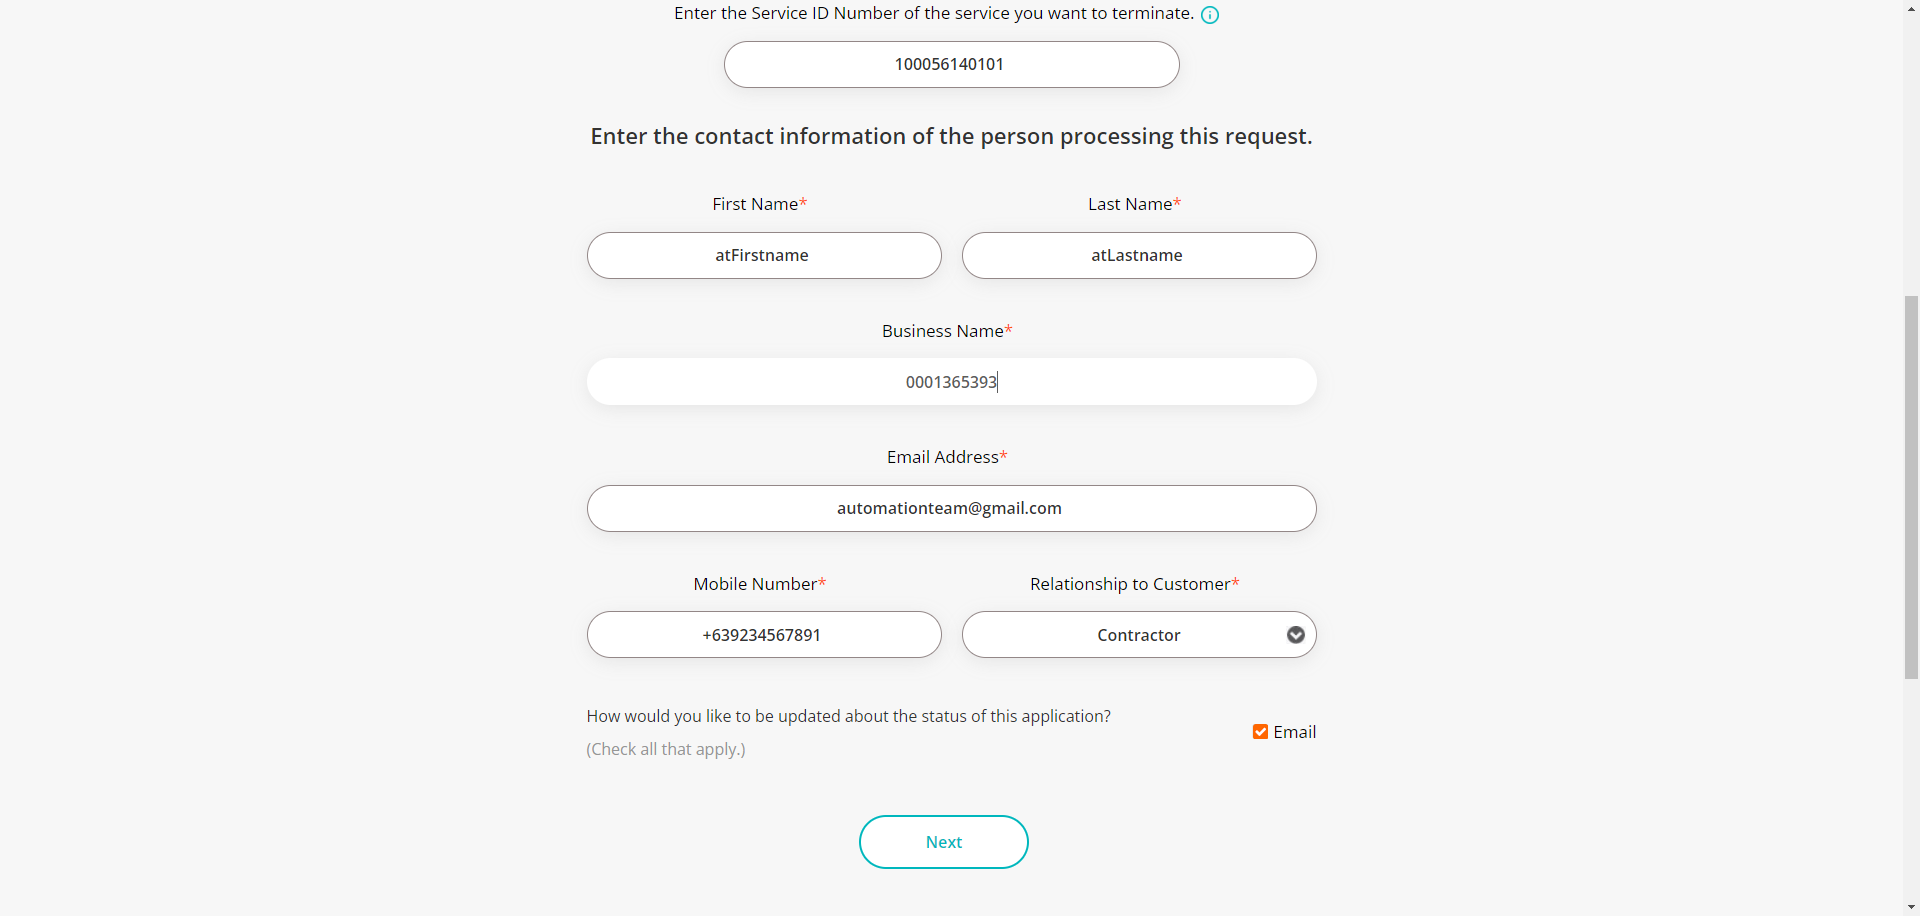 Enter the Service ID Number of the service you want to terminate.
100056140101
Enter the contact information of the person processing this request.
First Name* Last Name*
atFirstname atLastname
Business Name*
0001365393
Email Address*
automationteam@gmail.com
Mobile Number* Relationship to Customer*
+639234567891 Contractor
How would you like to be updated about the status of this application?
(Check all that apply.)
Email
Next